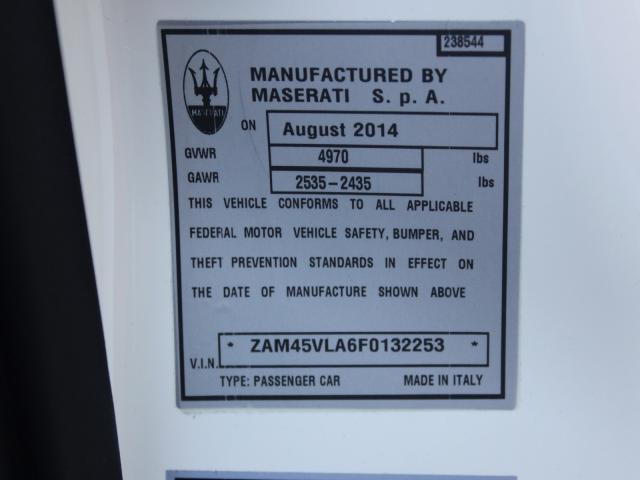 238544
MASERATI
MANUFACTURED BY
MASERATI S.p.A.
ON August 2014
GVWR 4970 lbs
GAWR 2535-2435 lbs
THIS VEHICLE CONFORMS TO ALL APPLICABLE
FEDERAL MOTOR VEHICLE SAFETY, BUMPER, AND
THEFT PREVENTION STANDARDS IN EFFECT ON
THE DATE OF MANUFACTURE SHOWN ABOVE
V.I.N. * ZAM45VLA6F0132253 *
TYPE: PASSENGER CAR MADE IN ITALY